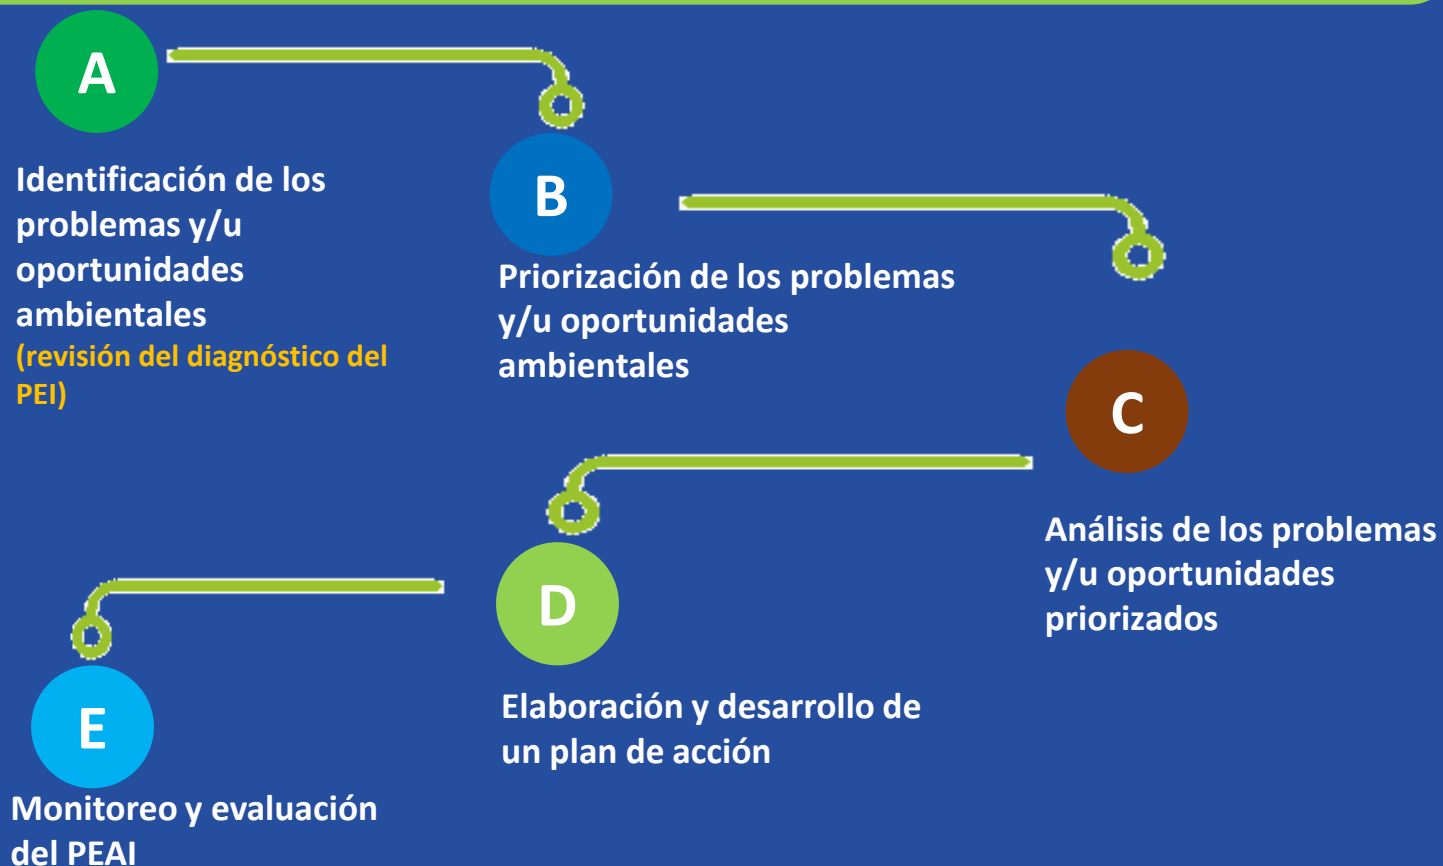 A
Identificación de los
problemas y/u
oportunidades
ambientales
(revisión del diagnóstico del
PEI)
B
Priorización de los problemas
y/u oportunidades
ambientales
C
Análisis de los problemas
y/u oportunidades
priorizados
D
Elaboración y desarrollo de
un plan de acción
E
Monitoreo y evaluación
del PEAI